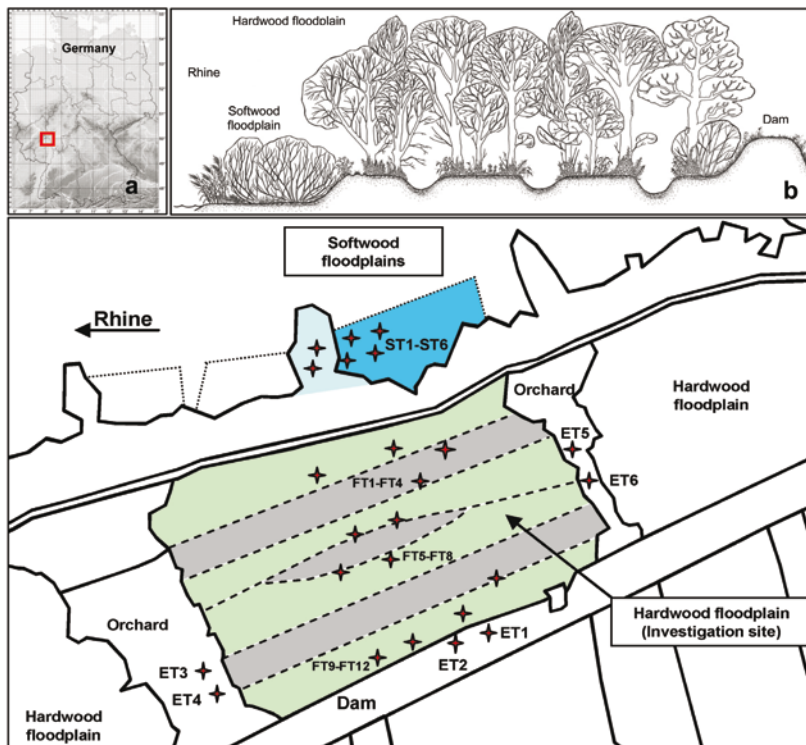 Germany
a
Hardwood floodplain
Rhine
Softwood
floodplain
Dam
b
Softwood
floodplains
Rhine
ST1-ST6
Orchard
Hardwood
floodplain
ET5
ET6
FT1-FT4
FT5-FT8
Hardwood floodplain
(Investigation site)
Orchard
ET1
ET2
FT9-FT12
ET3
ET4
Dam
Hardwood
floodplain